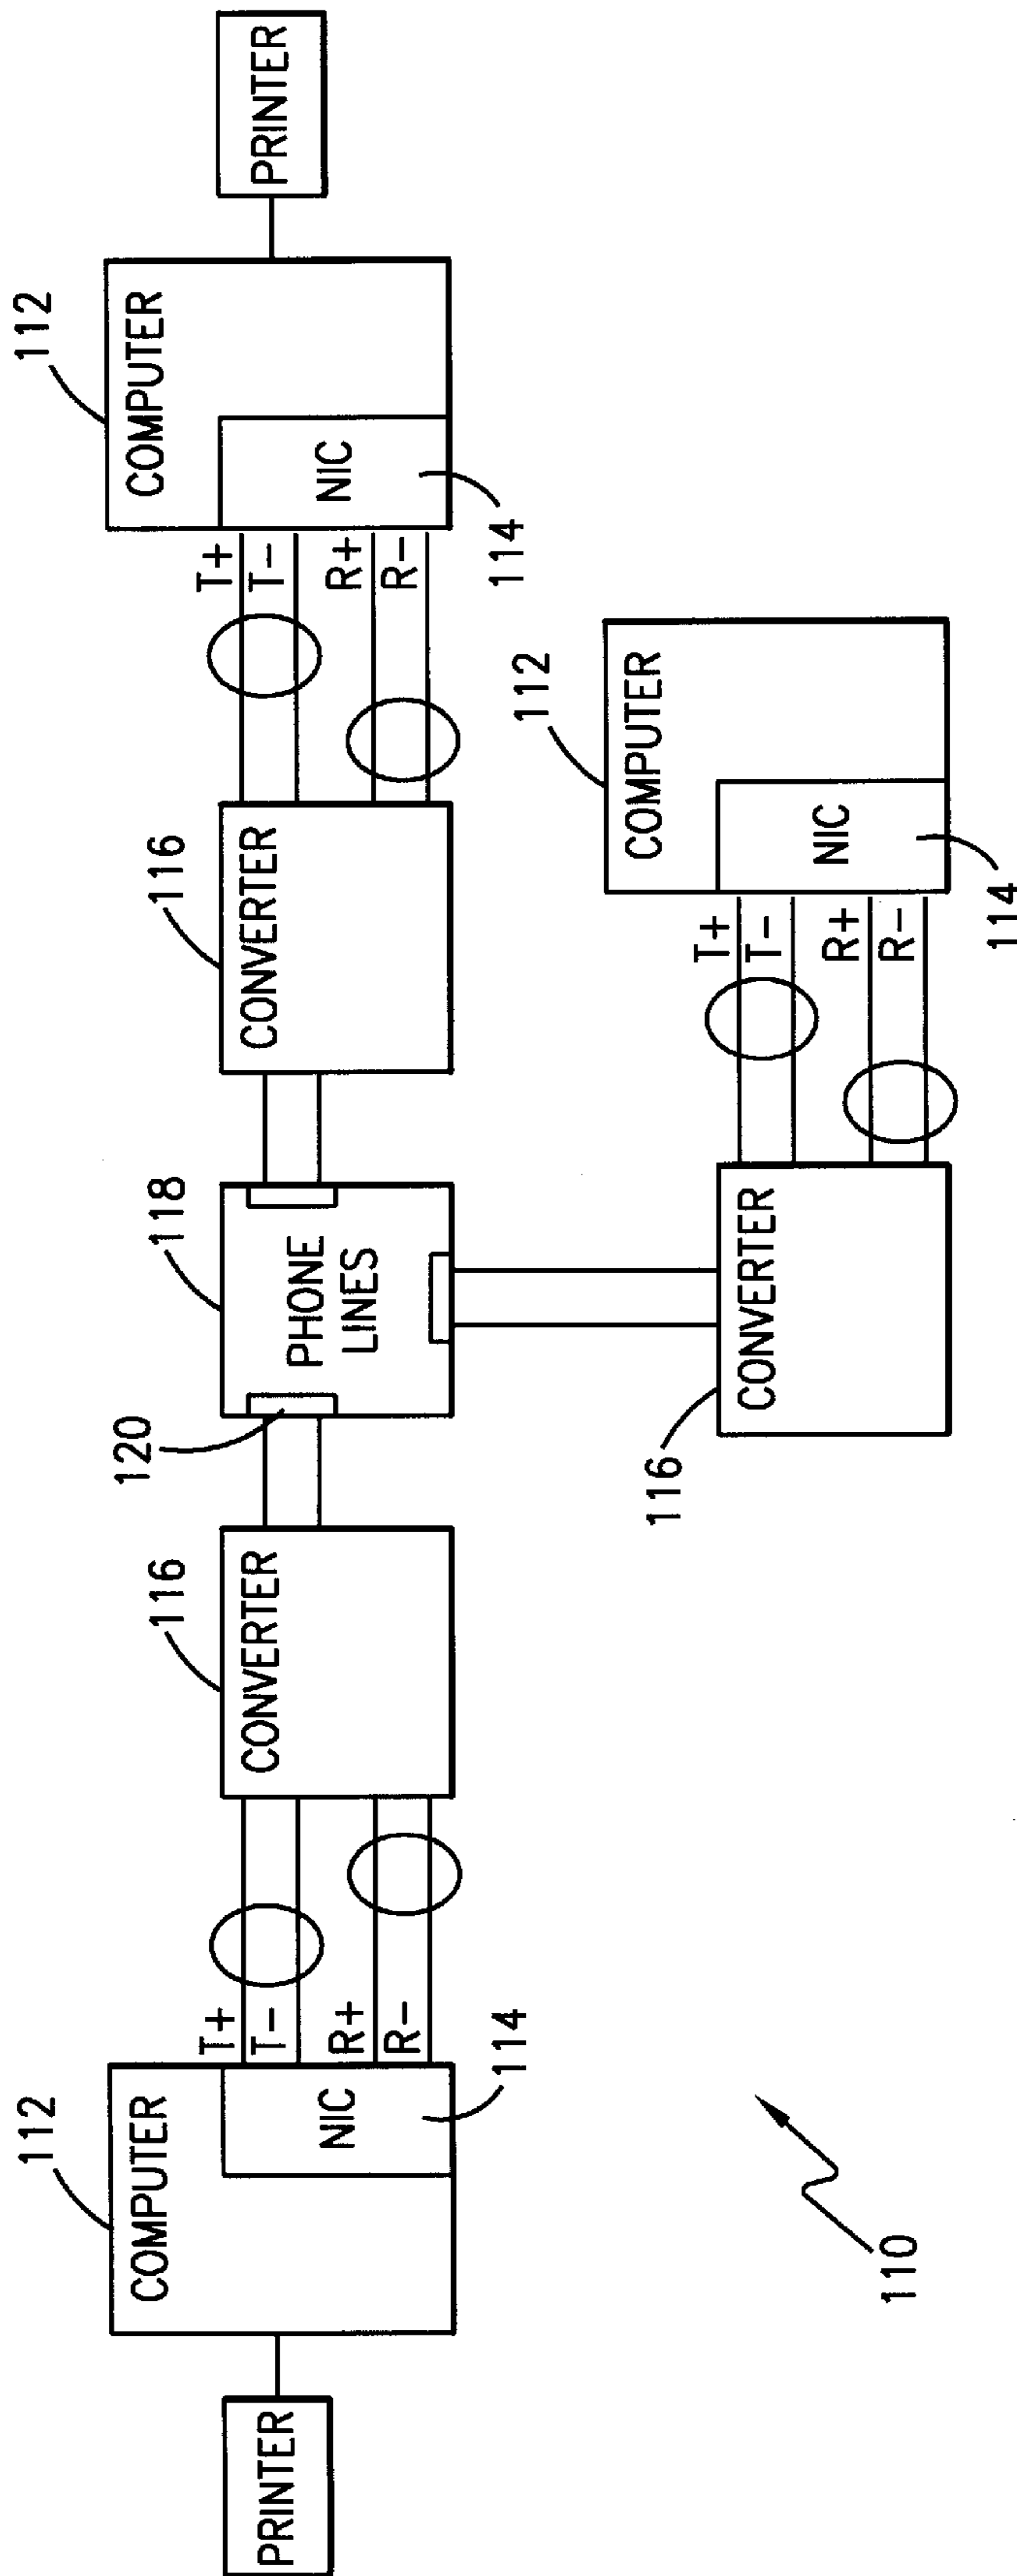 112
112
COMPUTER
T+
T−
R+
R−
NIC
114
PRINTER
116
CONVERTER
120
118
PHONE
LINES
116
CONVERTER
T+
T−
R+
R−
COMPUTER
NIC
114
PRINTER
110
116
CONVERTER
T+
T−
R+
R−
112
COMPUTER
NIC
114